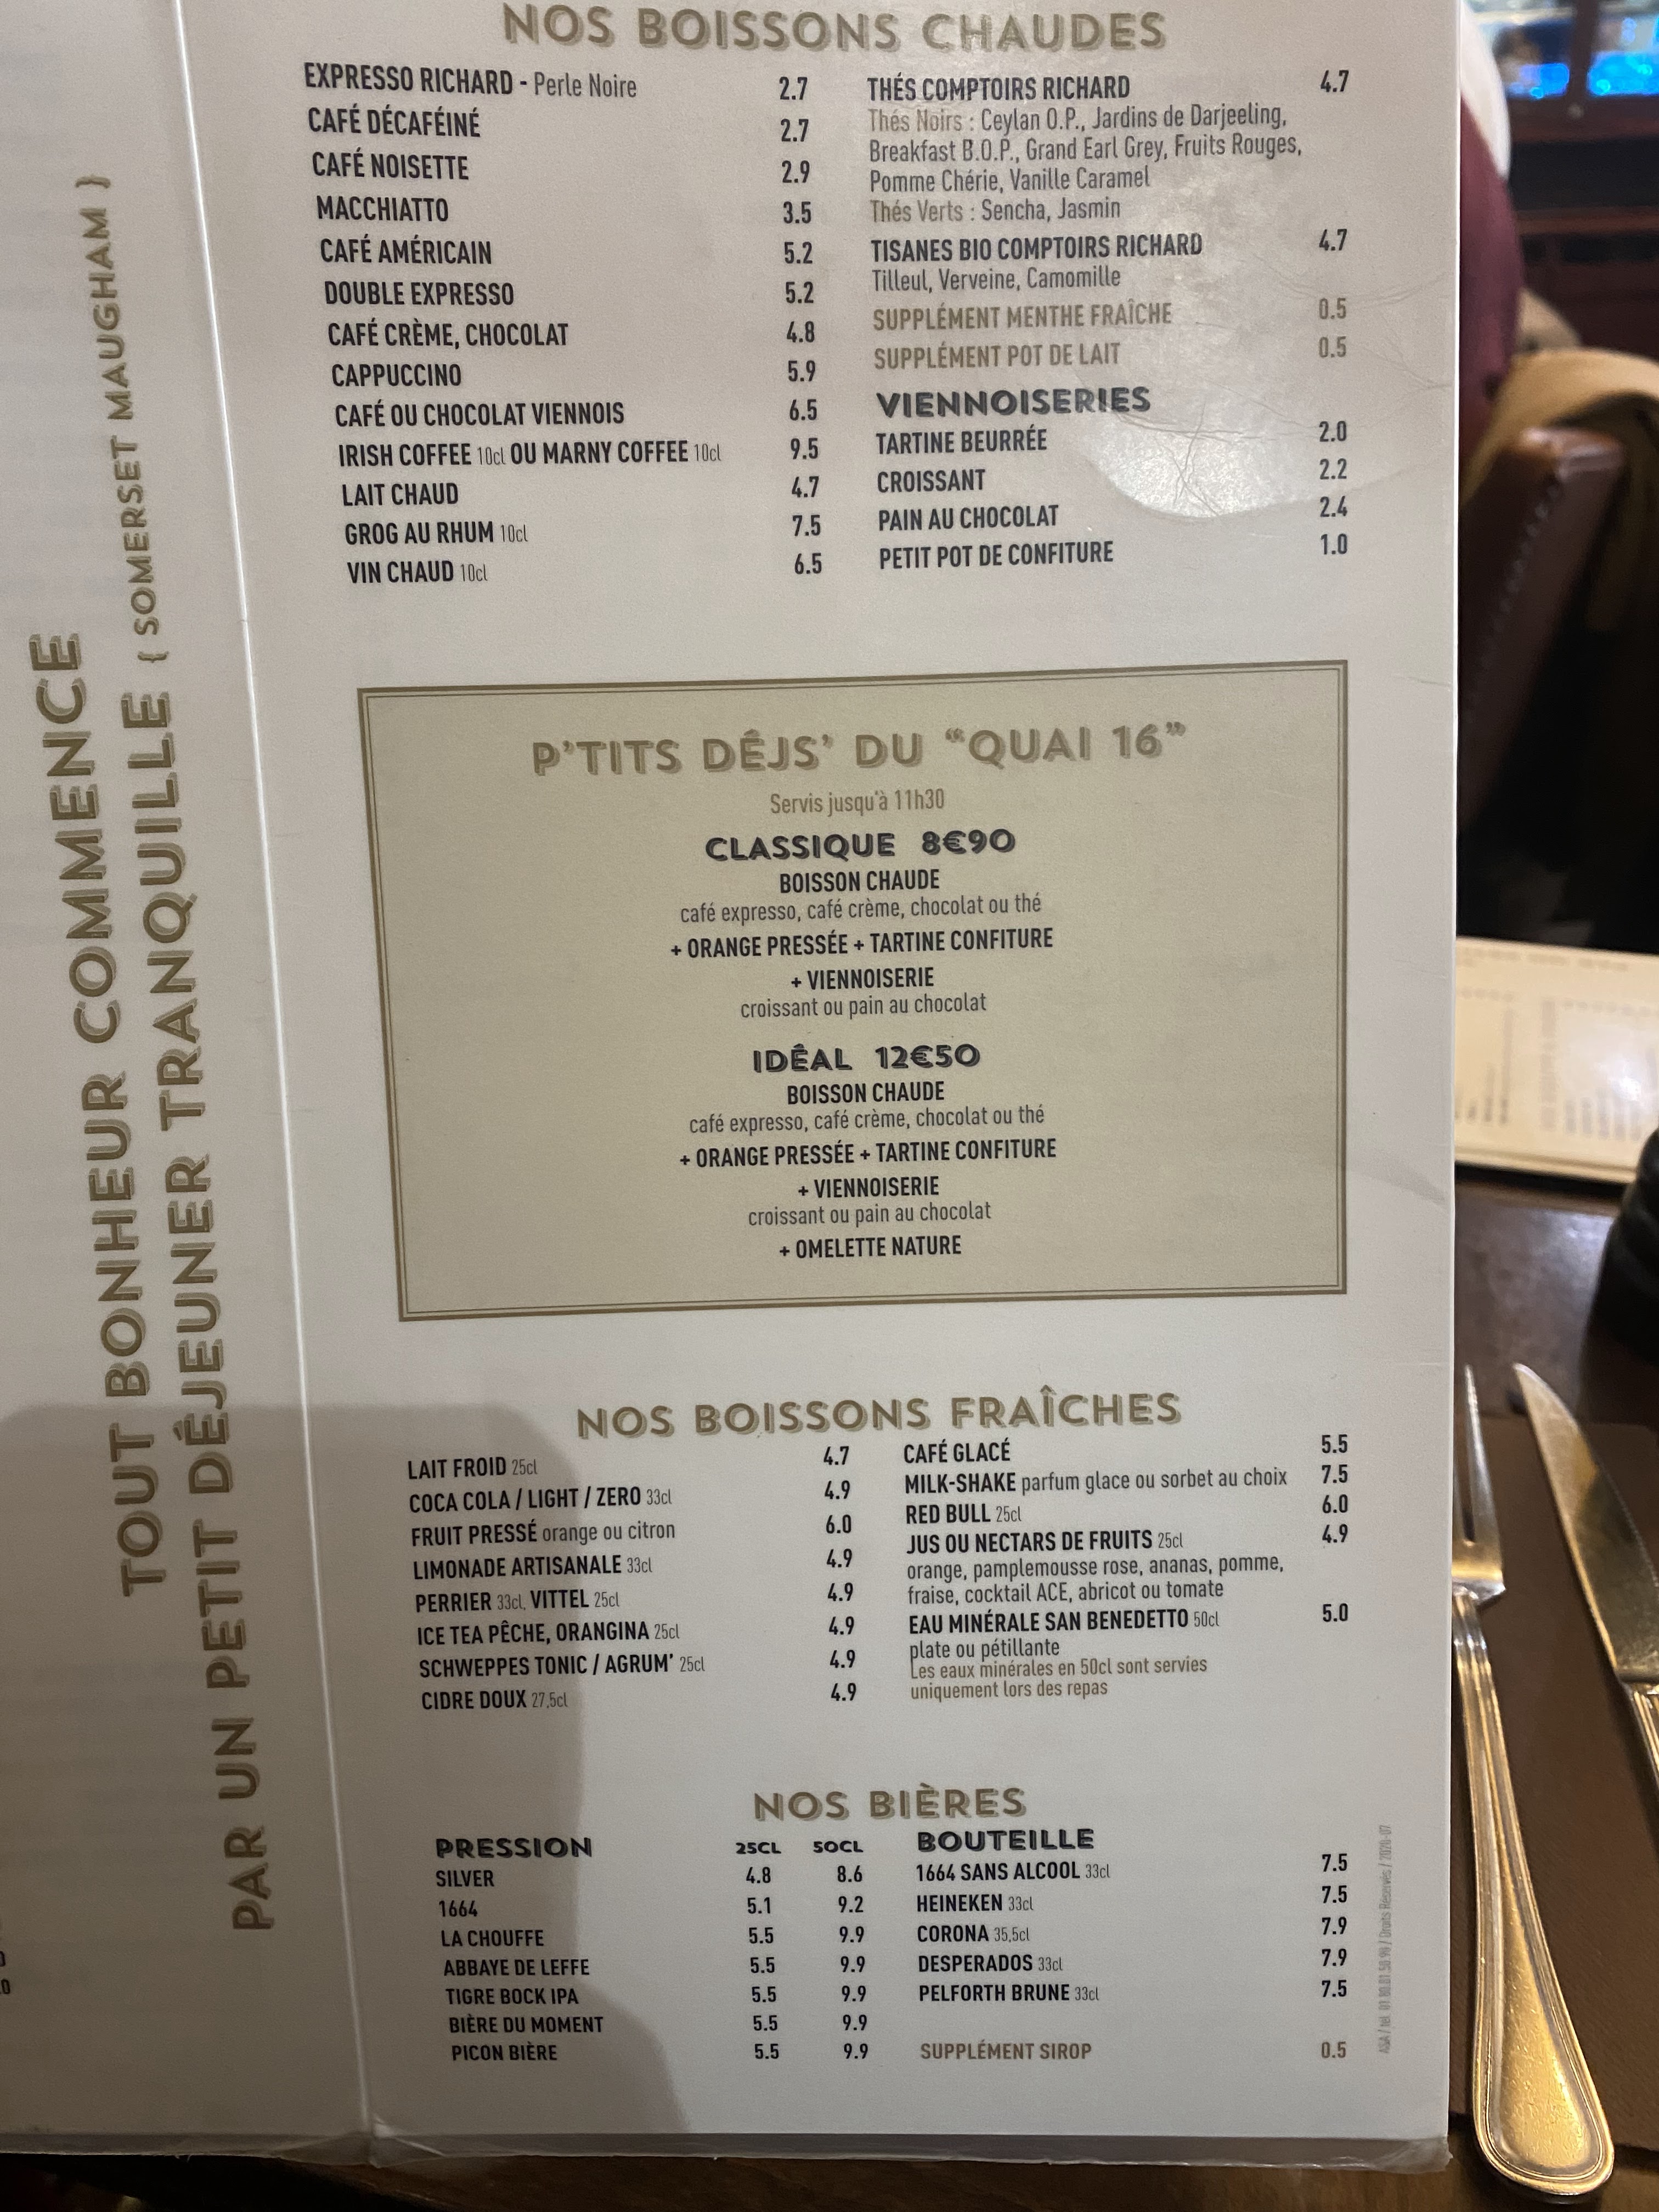 TOUT BONHEUR COMMENCE
PAR UN PETIT DÉJEUNER TRANQUILLE { SOMERSET MAUGHAM }
NOS BOISSONS CHAUDES
EXPRESSO RICHARD - Perle Noire 2.7
CAFÉ DÉCAFÉINÉ 2.7
CAFÉ NOISETTE 2.9
MACCHIATTO 3.5
CAFÉ AMÉRICAIN 5.2
DOUBLE EXPRESSO 5.2
CAFÉ CRÈME, CHOCOLAT 4.8
CAPPUCCINO 5.9
CAFÉ OU CHOCOLAT VIENNOIS 6.5
IRISH COFFEE 10cl OU MARNY COFFEE 10cl 9.5
LAIT CHAUD 4.7
GROG AU RHUM 10cl 7.5
VIN CHAUD 10cl 6.5
THÉS COMPTOIRS RICHARD 4.7
Thés Noirs : Ceylan O.P., Jardins de Darjeeling,
Breakfast B.O.P., Grand Earl Grey, Fruits Rouges,
Pomme Chérie, Vanille Caramel
Thés Verts : Sencha, Jasmin
TISANES BIO COMPTOIRS RICHARD 4.7
Tilleul, Verveine, Camomille
SUPPLÉMENT MENTHE FRAÎCHE 0.5
SUPPLÉMENT POT DE LAIT 0.5
VIENNOISERIES
TARTINE BEURRÉE 2.0
CROISSANT 2.2
PAIN AU CHOCOLAT 2.4
PETIT POT DE CONFITURE 1.0
P'TITS DÉJS' DU "QUAI 16"
Servis jusqu'à 11h30
CLASSIQUE 8€90
BOISSON CHAUDE
café expresso, café crème, chocolat ou thé
+ ORANGE PRESSÉE + TARTINE CONFITURE
+ VIENNOISERIE
croissant ou pain au chocolat
IDÉAL 12€50
BOISSON CHAUDE
café expresso, café crème, chocolat ou thé
+ ORANGE PRESSÉE + TARTINE CONFITURE
+ VIENNOISERIE
croissant ou pain au chocolat
+ OMELETTE NATURE
NOS BOISSONS FRAÎCHES
LAIT FROID 25cl 4.7
COCA COLA / LIGHT / ZERO 33cl 4.9
FRUIT PRESSÉ orange ou citron 6.0
LIMONADE ARTISANALE 33cl 4.9
PERRIER 33cl, VITTEL 25cl 4.9
ICE TEA PÊCHE, ORANGINA 25cl 4.9
SCHWEPPES TONIC / AGRUM' 25cl 4.9
CIDRE DOUX 27,5cl 4.9
CAFÉ GLACÉ 5.5
MILK-SHAKE parfum glace ou sorbet au choix 7.5
RED BULL 25cl 6.0
JUS OU NECTARS DE FRUITS 25cl 4.9
orange, pamplemousse rose, ananas, pomme,
fraise, cocktail ACE, abricot ou tomate
EAU MINÉRALE SAN BENEDETTO 50cl 5.0
plate ou pétillante
Les eaux minérales en 50cl sont servies
uniquement lors des repas
NOS BIÈRES
PRESSION 25CL 50CL
SILVER 4.8 8.6
1664 5.1 9.2
LA CHOUFFE 5.5 9.9
ABBAYE DE LEFFE 5.5 9.9
TIGRE BOCK IPA 5.5 9.9
BIÈRE DU MOMENT 5.5 9.9
PICON BIÈRE 5.5 9.9
BOUTEILLE
1664 SANS ALCOOL 33cl 7.5
HEINEKEN 33cl 7.5
CORONA 35,5cl 7.9
DESPERADOS 33cl 7.9
PELFORTH BRUNE 33cl 7.5
SUPPLÉMENT SIROP 0.5